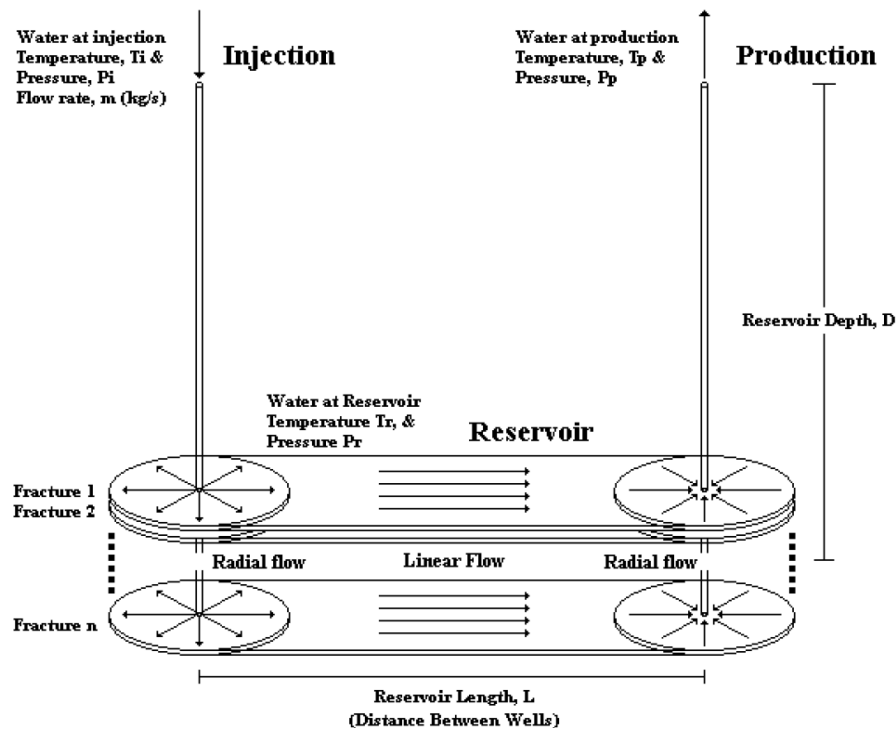 Water at injection
Temperature, Ti &
Pressure, Pi
Flow rate, m (kg/s)
Injection
Water at production
Temperature, Tp &
Pressure, Pp
Production
Reservoir Depth, D
Water at Reservoir
Temperature Tr, &
Pressure Pr
Reservoir
Fracture 1
Fracture 2
Radial flow
Linear Flow
Radial flow
Fracture n
Reservoir Length, L
(Distance Between Wells)